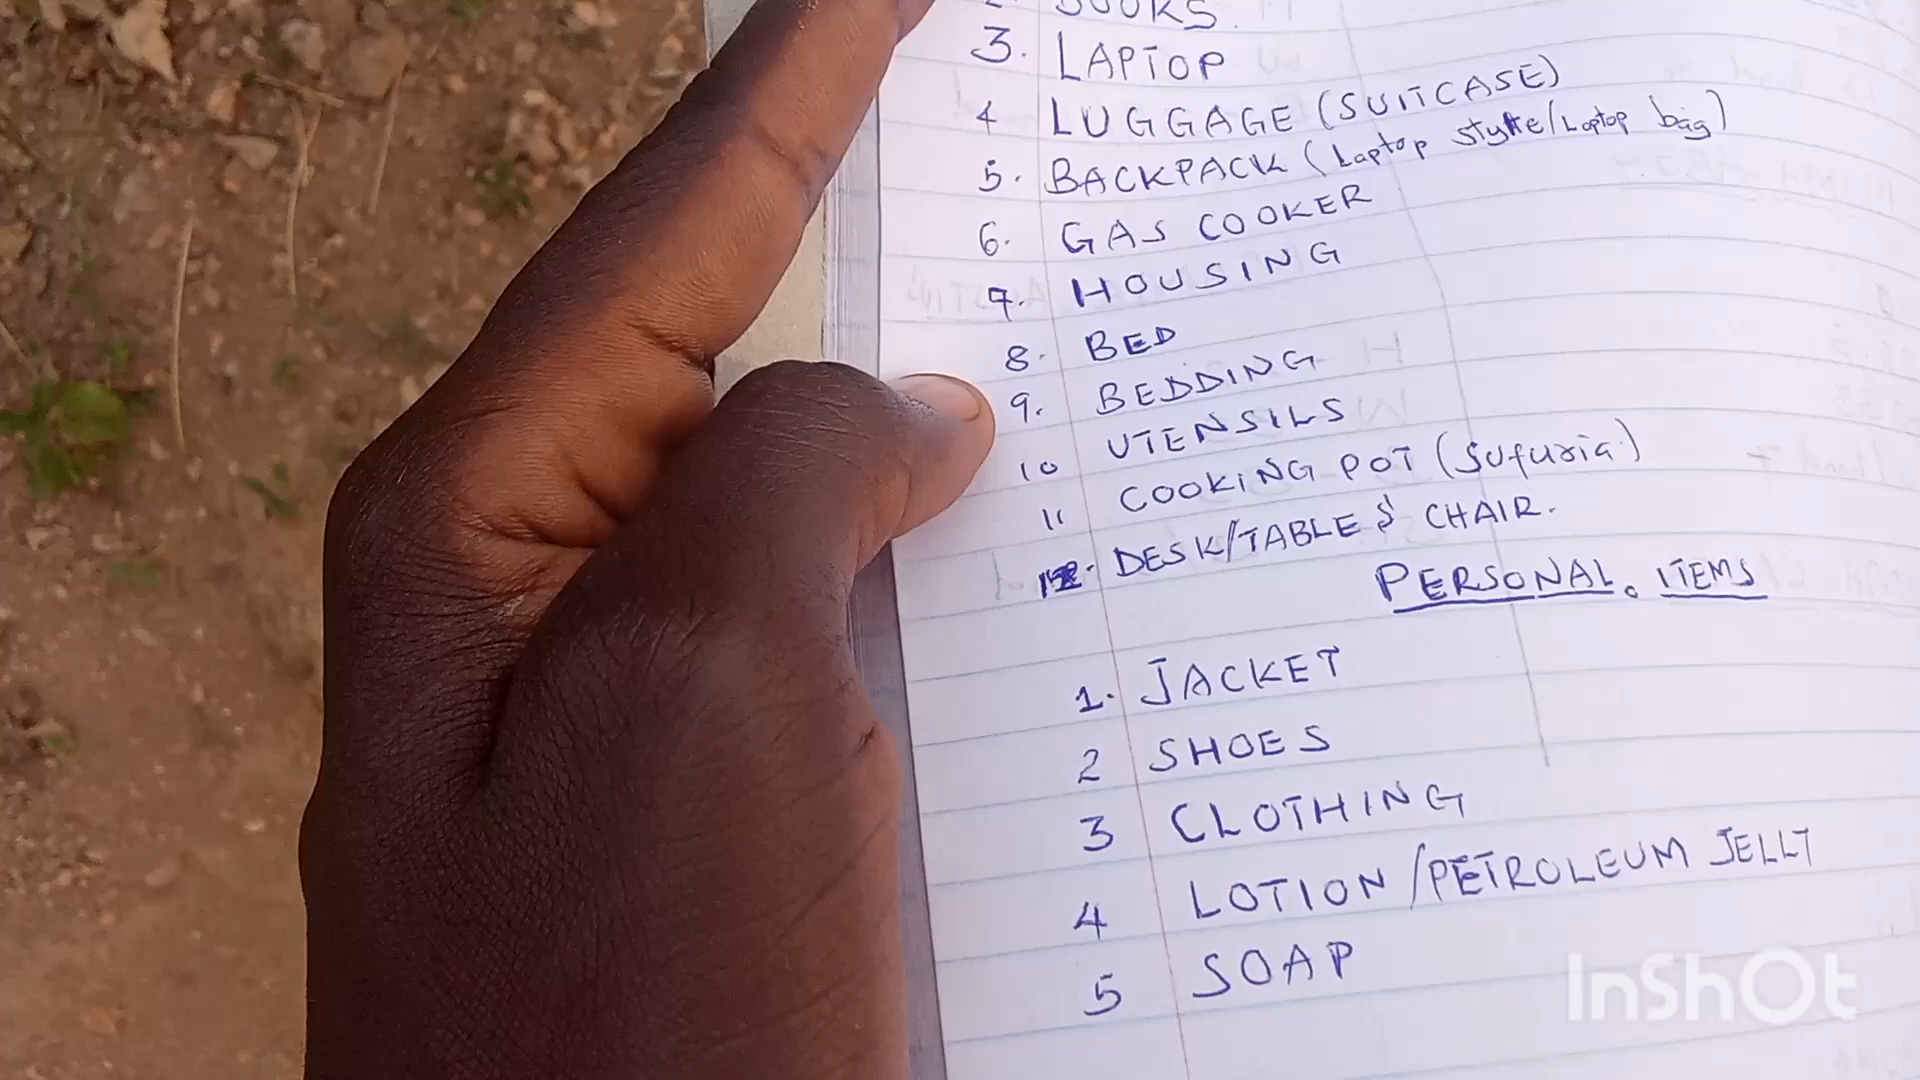 2. BOOKS.
3. LAPTOP
4 LUGGAGE (SUITCASE)
5. BACKPACK (Laptop style/Laptop bag)
6. GAS COOKER
7. HOUSING
8. BED
9. BEDDING
10 UTENSILS
11 COOKING POT (Sufuria)
12. DESK/TABLE & CHAIR.
PERSONAL. ITEMS
1. JACKET
2 SHOES
3 CLOTHING
4 LOTION/PETROLEUM JELLY
5 SOAP
InShOt